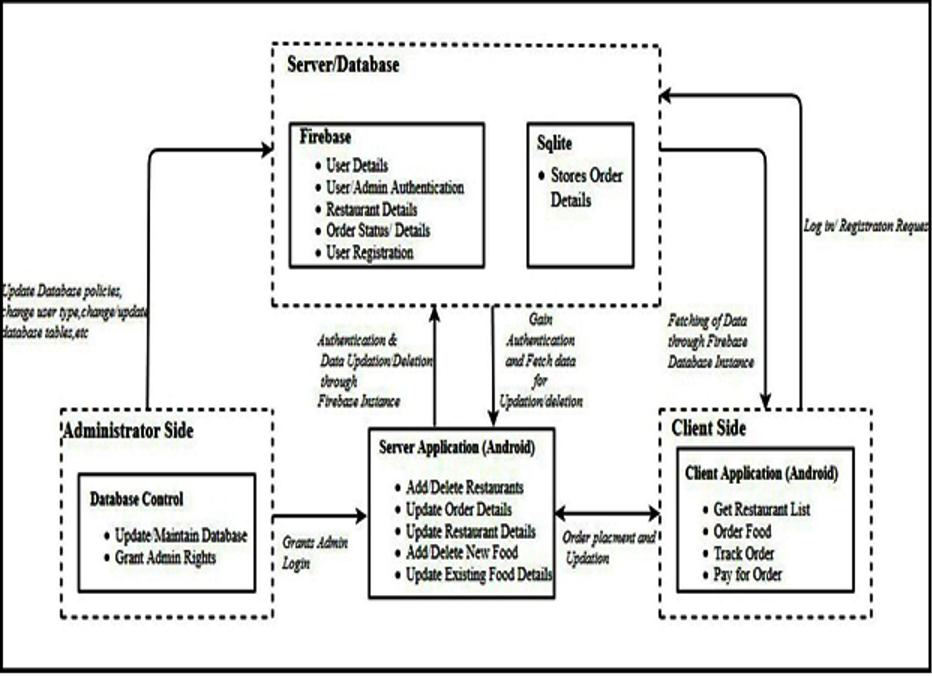 Server/Database
Firebase
• User Details
• User/Admin Authentication
• Restaurant Details
• Order Status/ Details
• User Registration
Sqlite
• Stores Order
Details
Log in/ Registraton Reques
Update Database policies,
change user type,change/update
database tables,etc
Authentication &
Data Updation/Deletion
through
Firebase Instance
Gain
Authentication
and Fetch data
for
Updation/deletion
Fetching of Data
through Firebase
Database Instance
Administrator Side
Database Control
• Update/Maintain Database
• Grant Admin Rights
Grants Admin
Login
Server Application (Android)
• Add/Delete Restaurants
• Update Order Details
• Update Restaurant Details
• Add/Delete New Food
• Update Existing Food Details
Order placment and
Updation
Client Side
Client Application (Android)
• Get Restaurant List
• Order Food
• Track Order
• Pay for Order